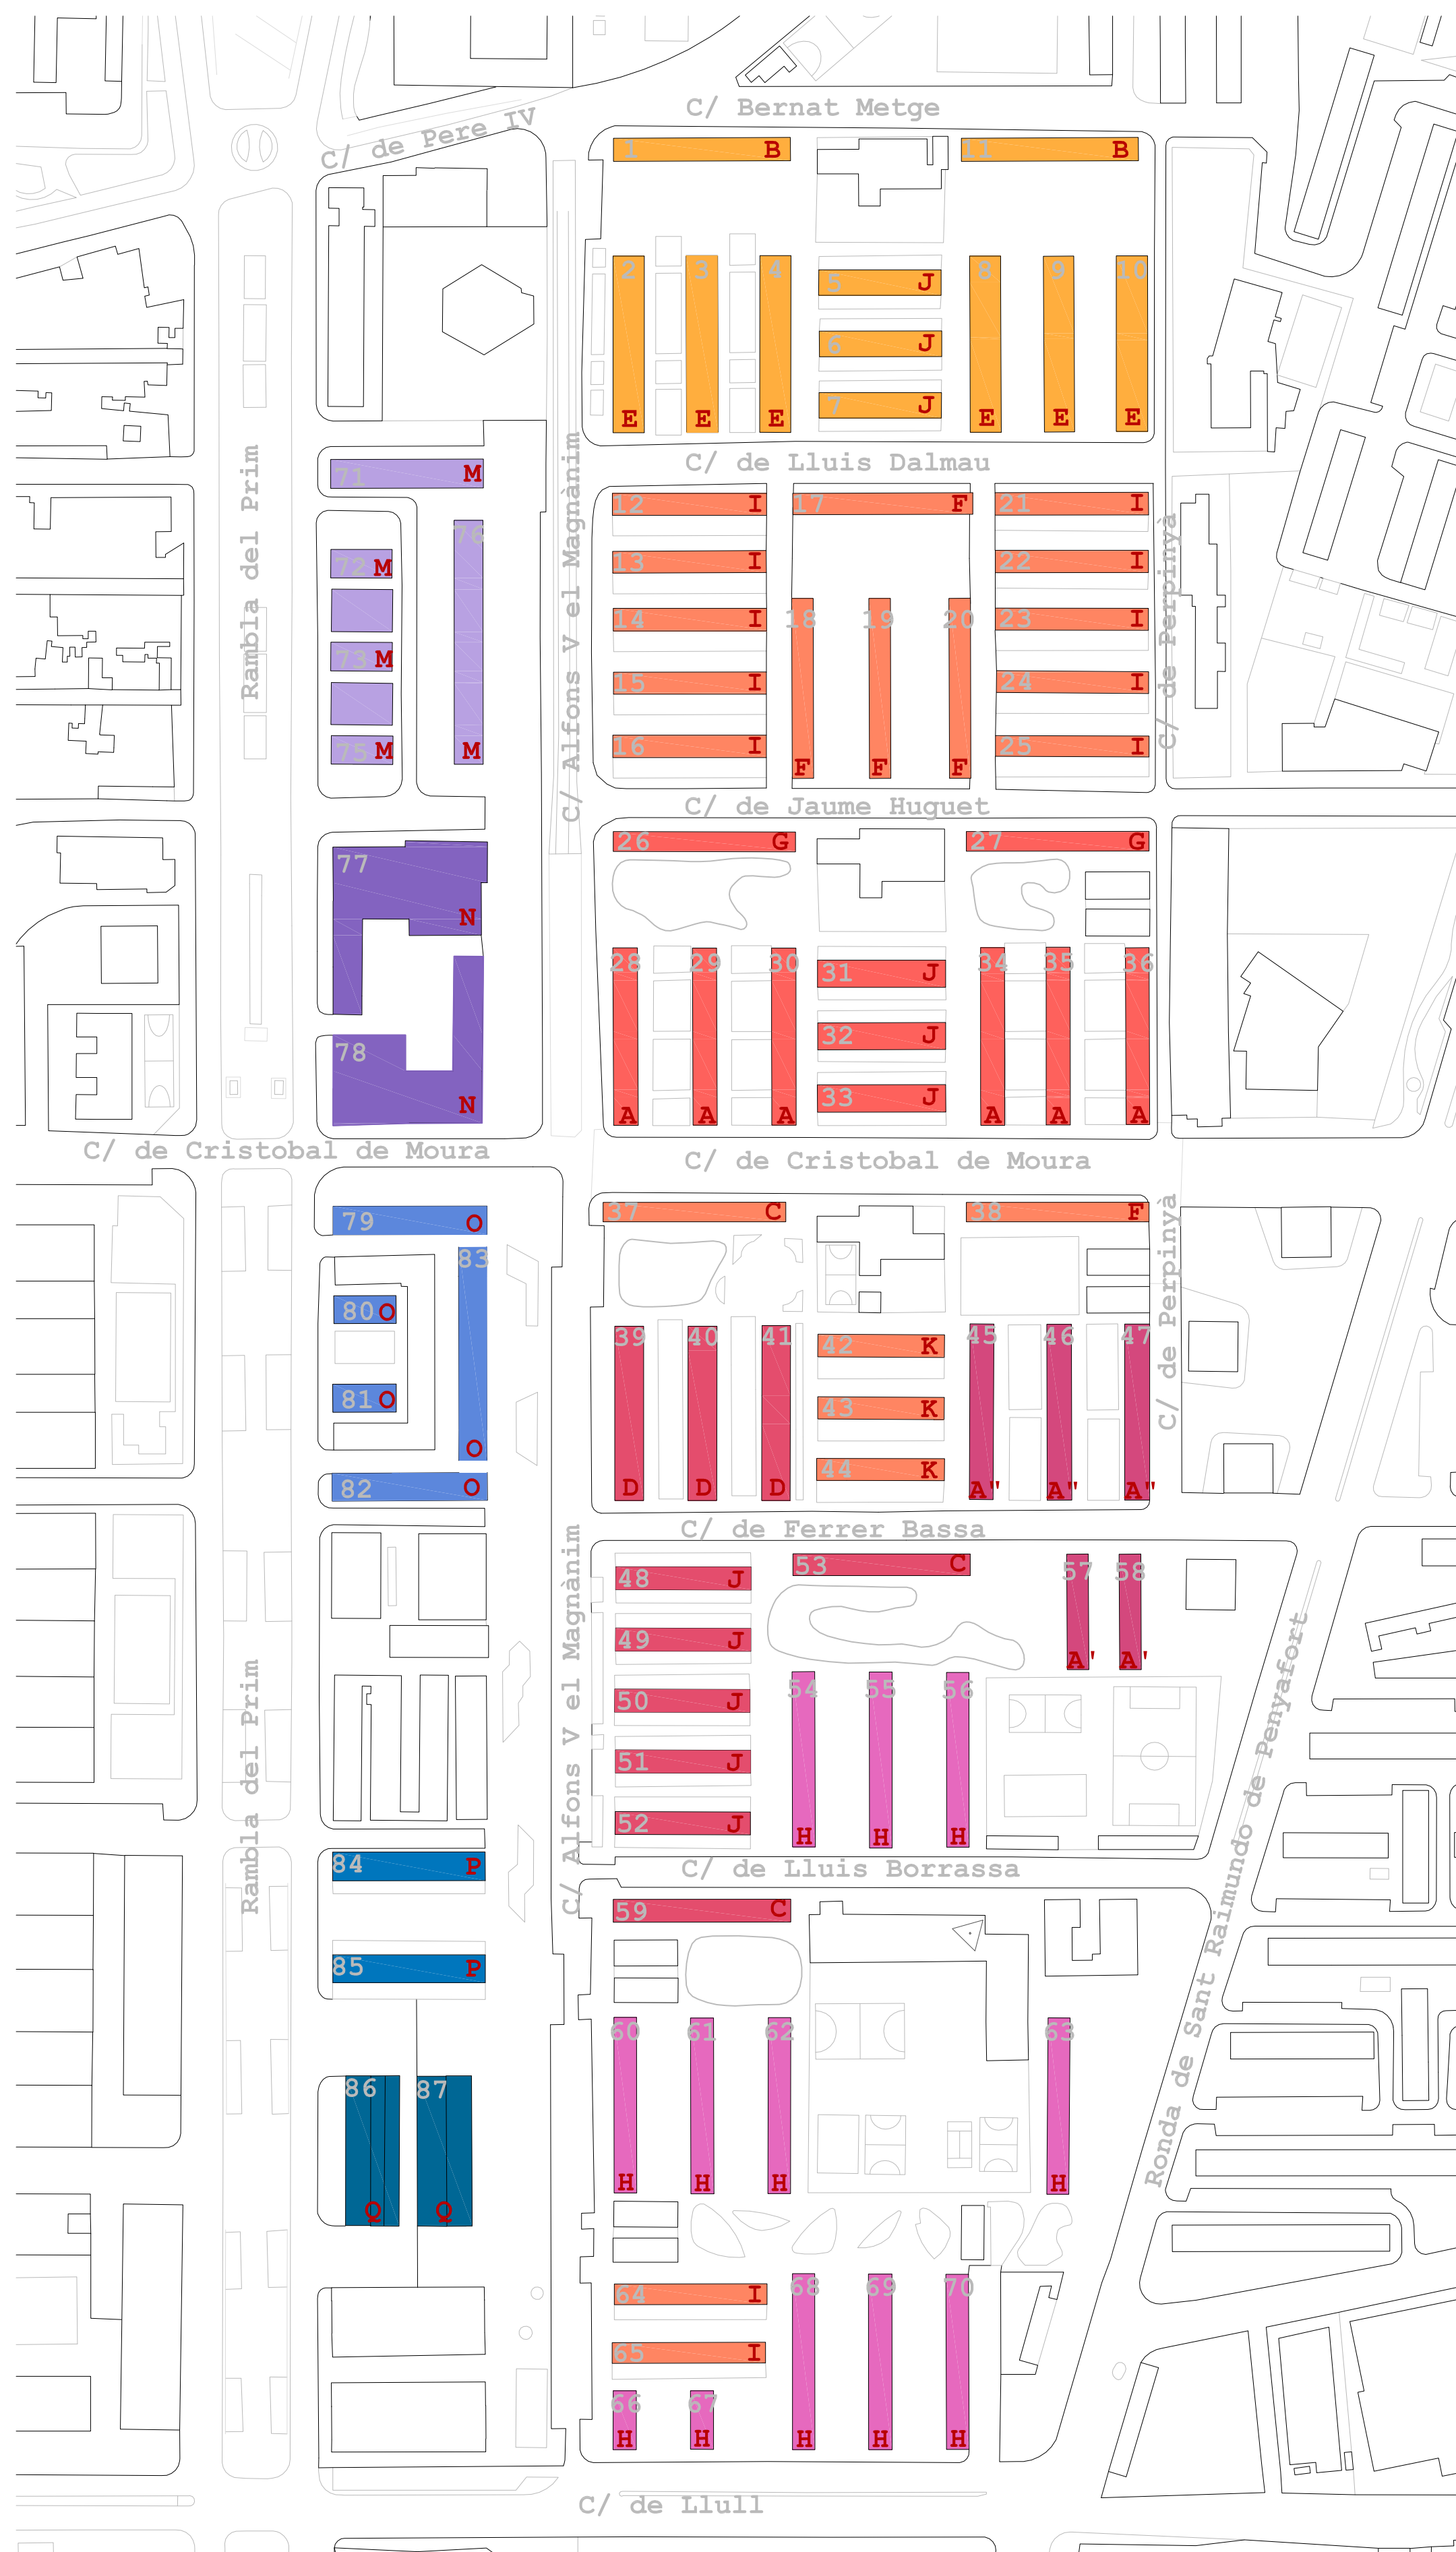 C/ Bernat Metge
C/ de Pere IV
1 B
11 B
2 E
3 E
4 E
5 J
6 J
7 J
8 E
9 E
10 E
Rambla del Prim
C/ Alfons V el Magnànim
C/ de Lluis Dalmau
71 M
72 M
73 M
75 M
76 M
12 I
13 I
14 I
15 I
16 I
17 F
18 F
19 F
20 F
21 I
22 I
23 I
24 I
25 I
C/ de Perpinyà
C/ de Jaume Huguet
77 N
78 N
26 G
27 G
28 A
29 A
30 A
31 J
32 J
33 J
34 A
35 A
36 A
C/ de Cristobal de Moura
C/ de Cristobal de Moura
79 O
80 O
81 O
82 O
83 O
37 C
38 F
39 D
40 D
41 D
42 K
43 K
44 K
45 A"
46 A"
47 A"
C/ de Perpinyà
C/ de Ferrer Bassa
Rambla del Prim
C/ Alfons V el Magnànim
48 J
49 J
50 J
51 J
52 J
53 C
54 H
55 H
56 H
57 A'
58 A'
Ronda de Sant Raimundo de Penyafort
C/ de Lluis Borrassa
84 P
85 P
86 Q
87 Q
59 C
60 H
61 H
62 H
63 H
64 I
65 I
66 H
67 H
68 H
69 H
70 H
C/ de Llull